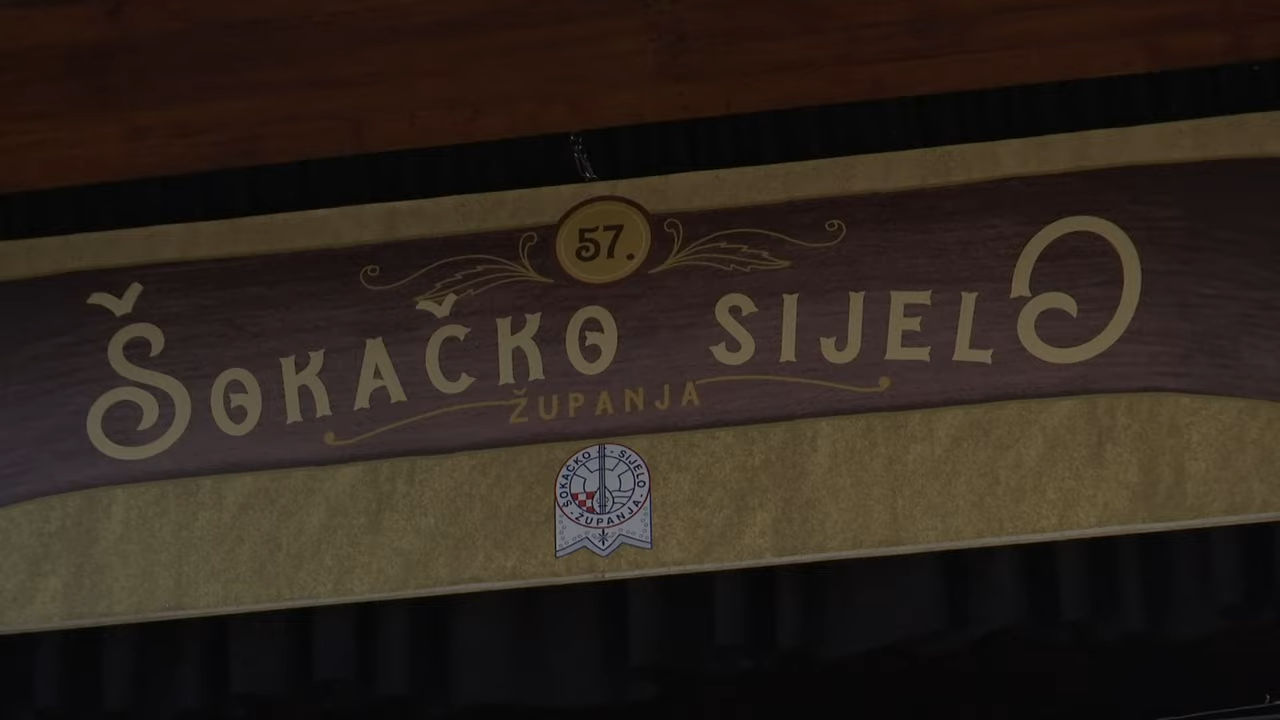 57.
ŠOKAČKO SIJELO
ŽUPANJA
ŠOKAČKO - SIJELO
· ŽUPANJA ·